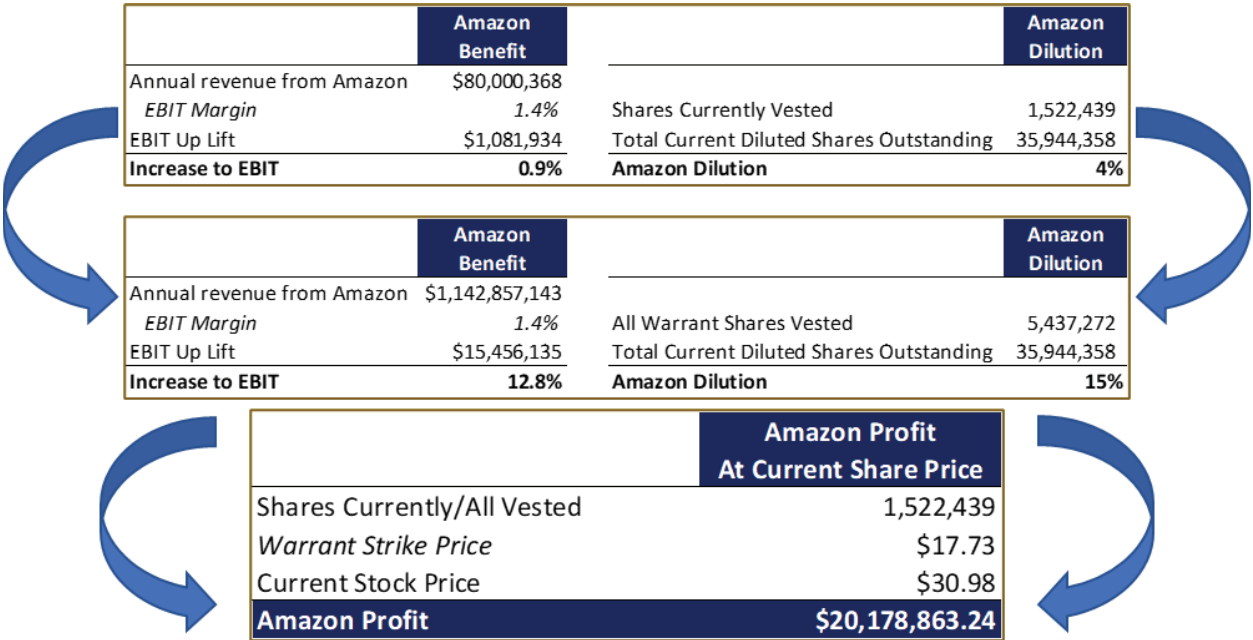 Amazon Benefit
Annual revenue from Amazon $80,000,368
EBIT Margin 1.4%
EBIT Up Lift $1,081,934
Increase to EBIT 0.9%
Amazon Dilution
Shares Currently Vested 1,522,439
Total Current Diluted Shares Outstanding 35,944,358
Amazon Dilution 4%
Amazon Benefit
Annual revenue from Amazon $1,142,857,143
EBIT Margin 1.4%
EBIT Up Lift $15,456,135
Increase to EBIT 12.8%
Amazon Dilution
All Warrant Shares Vested 5,437,272
Total Current Diluted Shares Outstanding 35,944,358
Amazon Dilution 15%
Amazon Profit
At Current Share Price
Shares Currently/All Vested 1,522,439
Warrant Strike Price $17.73
Current Stock Price $30.98
Amazon Profit $20,178,863.24